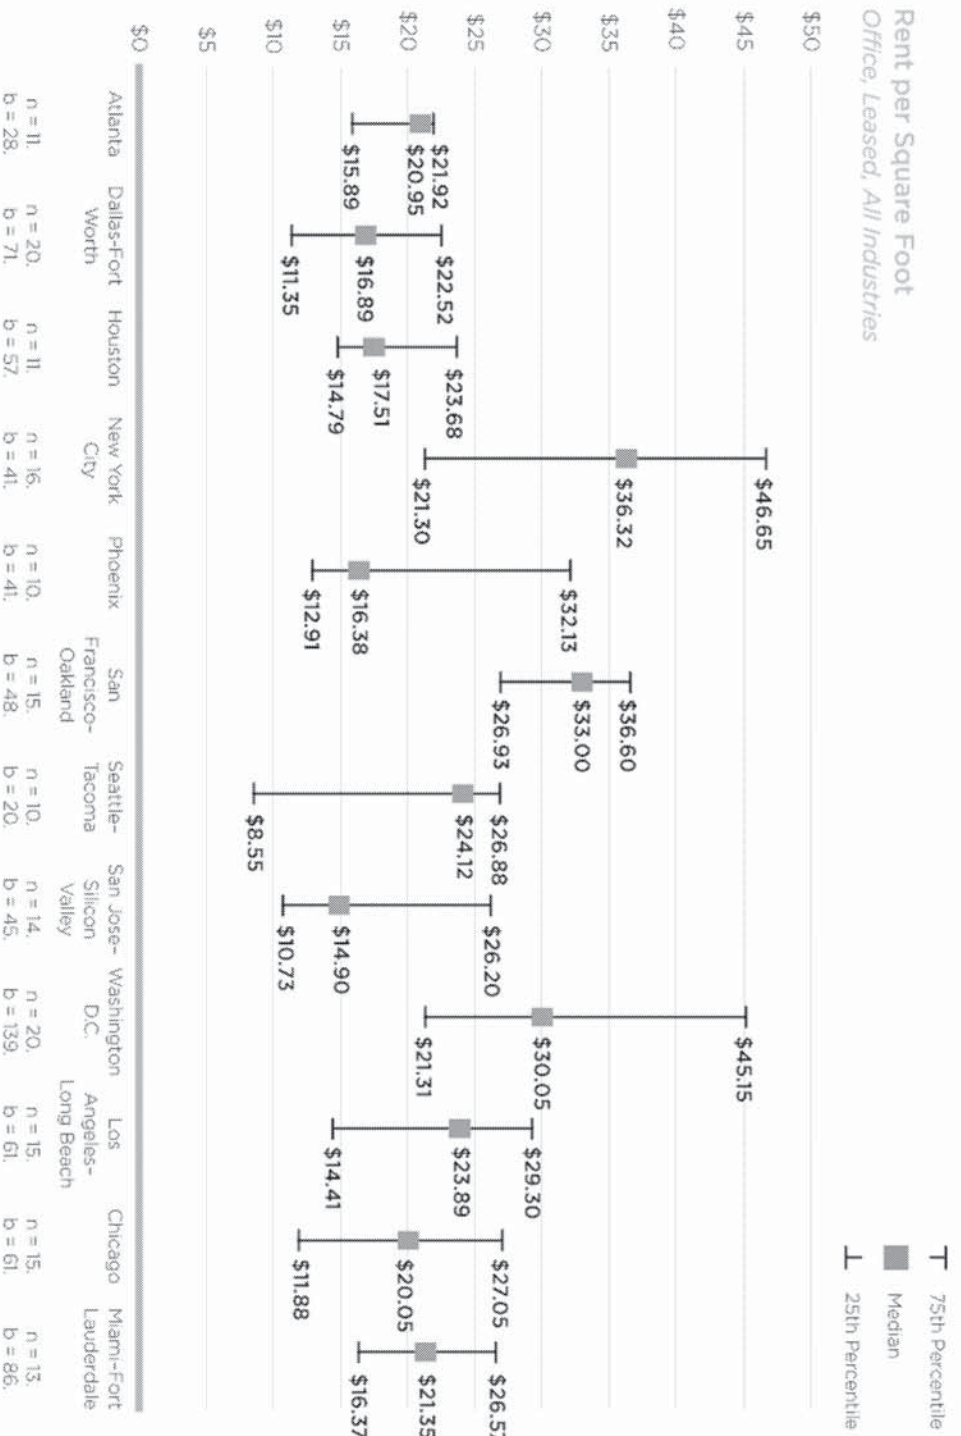 Rent per Square Foot
Office, Leased, All Industries
75th Percentile
Median
25th Percentile
$50
$45
$40
$35
$30
$25
$20
$15
$10
$5
$0
$21.92
$20.95
$15.89
$22.52
$16.89
$11.35
$23.68
$17.51
$14.79
$46.65
$36.32
$21.30
$32.13
$16.38
$12.91
$36.60
$33.00
$26.93
$26.88
$24.12
$8.55
$26.20
$14.90
$10.73
$45.15
$30.05
$21.31
$29.30
$23.89
$14.41
$27.05
$20.05
$11.88
$21.35
$16.37
Atlanta
n = 11.
b = 28.
Dallas-Fort
Worth
n = 20.
b = 71.
Houston
n = 11.
b = 57.
New York
City
n = 16.
b = 41.
Phoenix
n = 10.
b = 41.
San
Francisco-
Oakland
n = 15.
b = 48.
Seattle-
Tacoma
n = 10.
b = 20.
San Jose-
Silicon
Valley
n = 14.
b = 45.
Washington
D.C.
n = 20.
b = 139.
Los
Angeles-
Long Beach
n = 15.
b = 61.
Chicago
n = 15.
b = 61.
Miami-Fort
Lauderdale
n = 13.
b = 86.